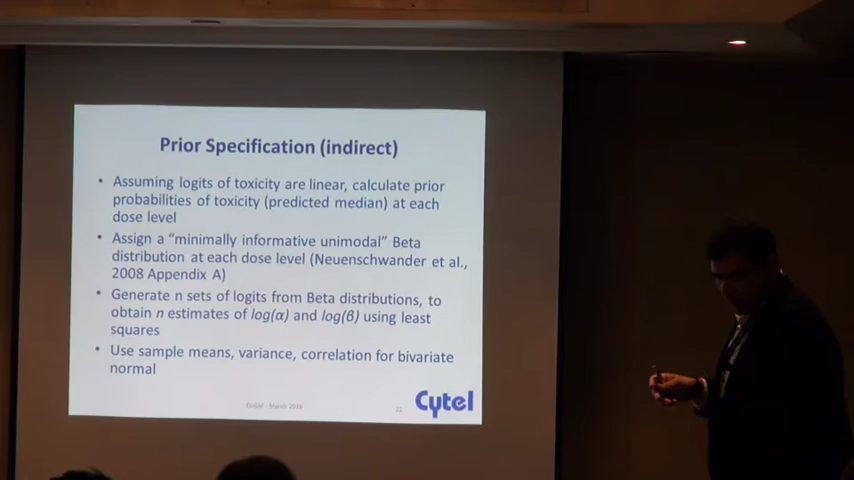 Prior Specification (indirect)
• Assuming logits of toxicity are linear, calculate prior
probabilities of toxicity (predicted median) at each
dose level
• Assign a “minimally informative unimodal” Beta
distribution at each dose level (Neuenschwander et al.,
2008 Appendix A)
• Generate n sets of logits from Beta distributions, to
obtain n estimates of log(α) and log(β) using least
squares
• Use sample means, variance, correlation for bivariate
normal
March 2016
22
Cytel